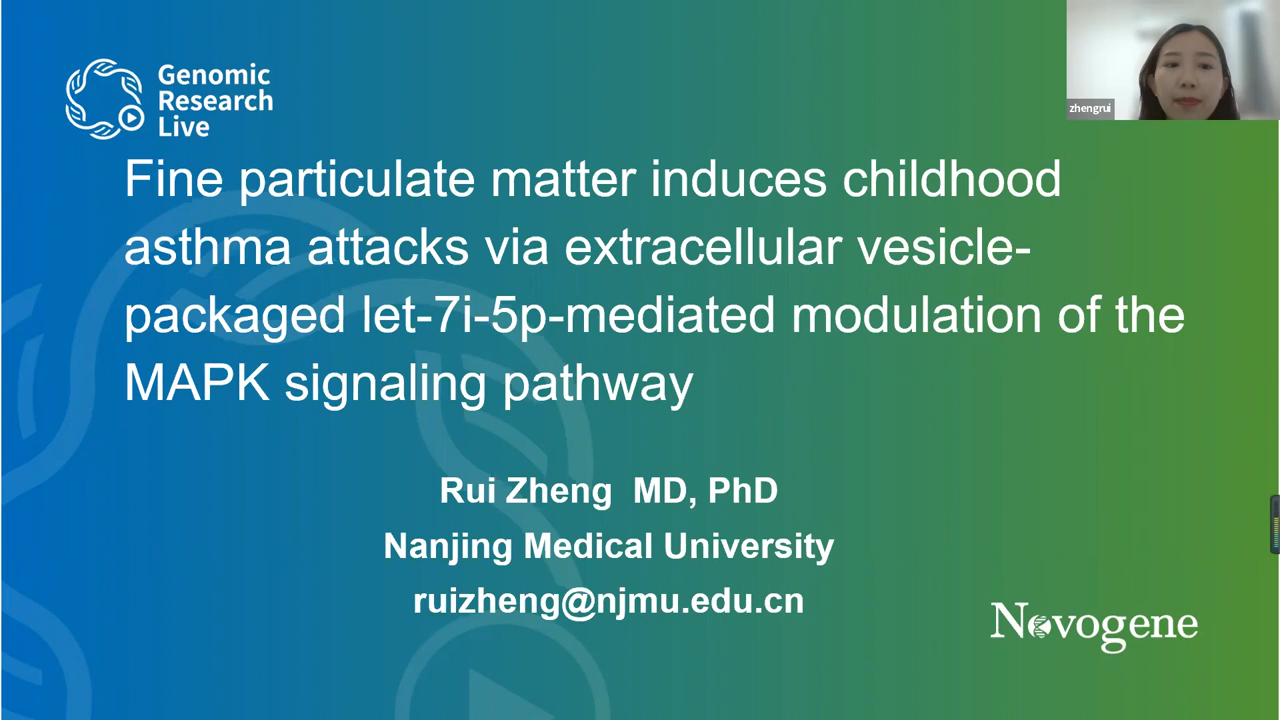 Genomic
Research
Live
zhengrui
Fine particulate matter induces childhood
asthma attacks via extracellular vesicle-
packaged let-7i-5p-mediated modulation of the
MAPK signaling pathway
Rui Zheng  MD, PhD
Nanjing Medical University
ruizheng@njmu.edu.cn
Novogene